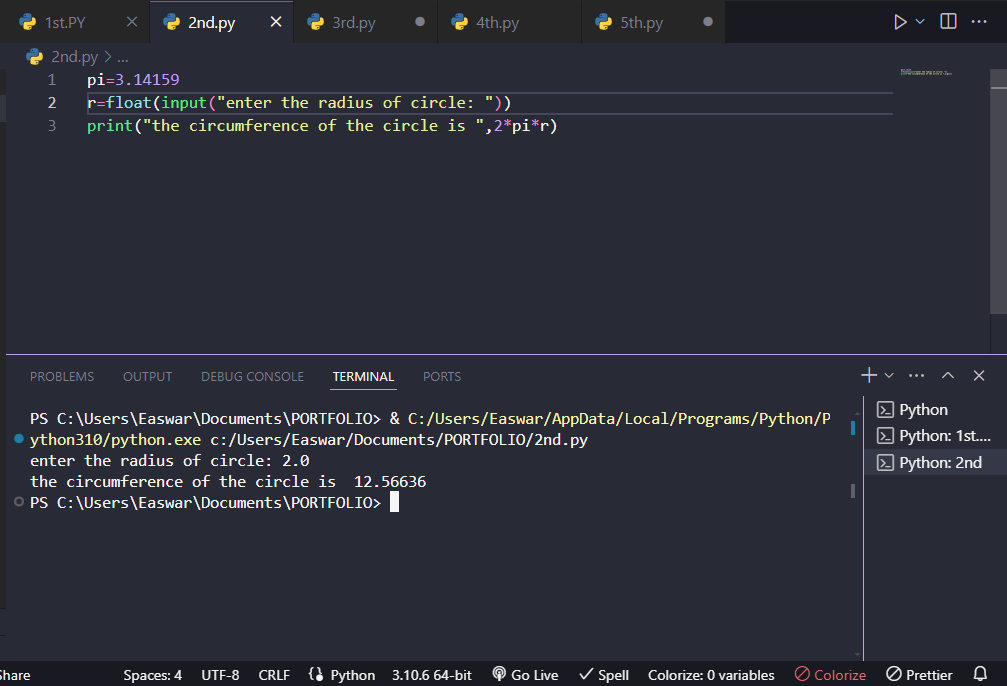 1st.PY 2nd.py 3rd.py 4th.py 5th.py
2nd.py > ...
1 pi=3.14159
2 r=float(input("enter the radius of circle: "))
3 print("the circumference of the circle is ",2*pi*r)
PROBLEMS OUTPUT DEBUG CONSOLE TERMINAL PORTS
PS C:\Users\Easwar\Documents\PORTFOLIO> & C:/Users/Easwar/AppData/Local/Programs/Python/P
ython310/python.exe c:/Users/Easwar/Documents/PORTFOLIO/2nd.py
enter the radius of circle: 2.0
the circumference of the circle is  12.56636
PS C:\Users\Easwar\Documents\PORTFOLIO>
Python
Python: 1st....
Python: 2nd
Share Spaces: 4 UTF-8 CRLF {} Python 3.10.6 64-bit Go Live Spell Colorize: 0 variables Colorize Prettier